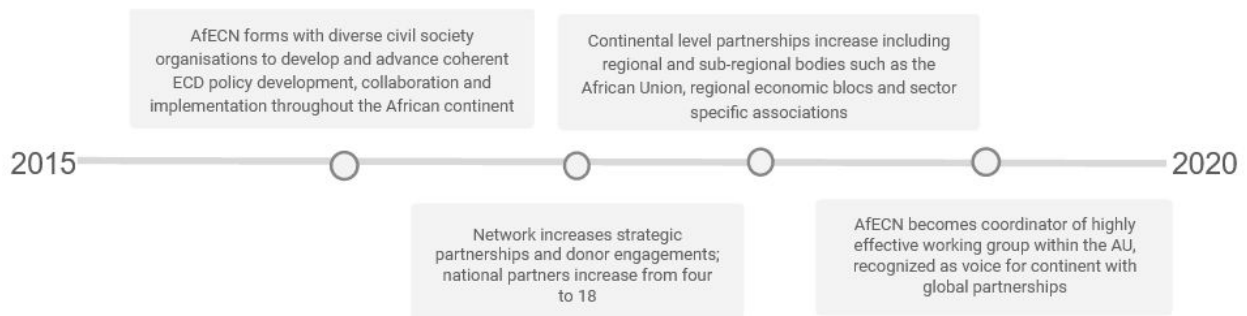 AfECN forms with diverse civil society
organisations to develop and advance coherent
ECD policy development, collaboration and
implementation throughout the African continent
Continental level partnerships increase including
regional and sub-regional bodies such as the
African Union, regional economic blocs and sector
specific associations
2015
2020
Network increases strategic
partnerships and donor engagements;
national partners increase from four
to 18
AfECN becomes coordinator of highly
effective working group within the AU,
recognized as voice for continent with
global partnerships